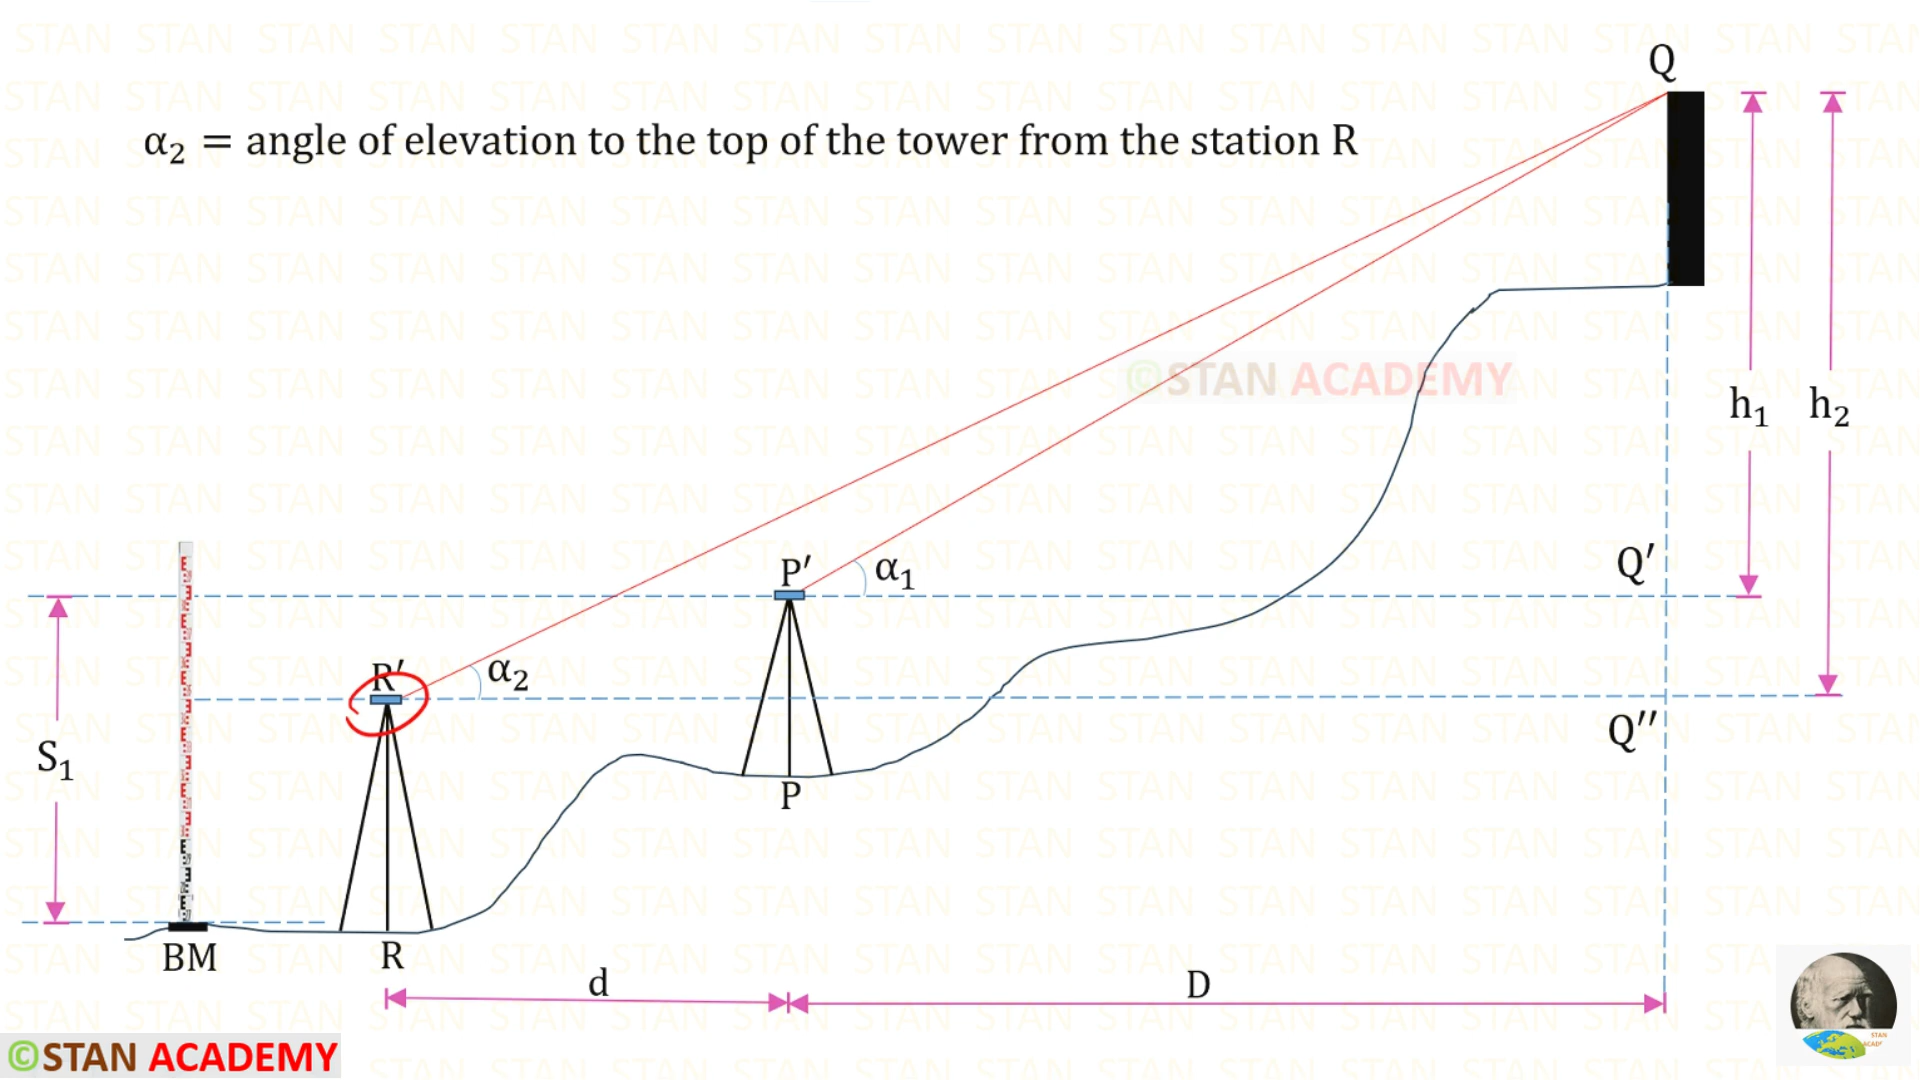 Q
α₂ = angle of elevation to the top of the tower from the station R
©STAN ACADEMY
h₁ h₂
P′ α₁ Q′
R′ α₂
Q″
S₁
P
BM R
d D
©STAN ACADEMY